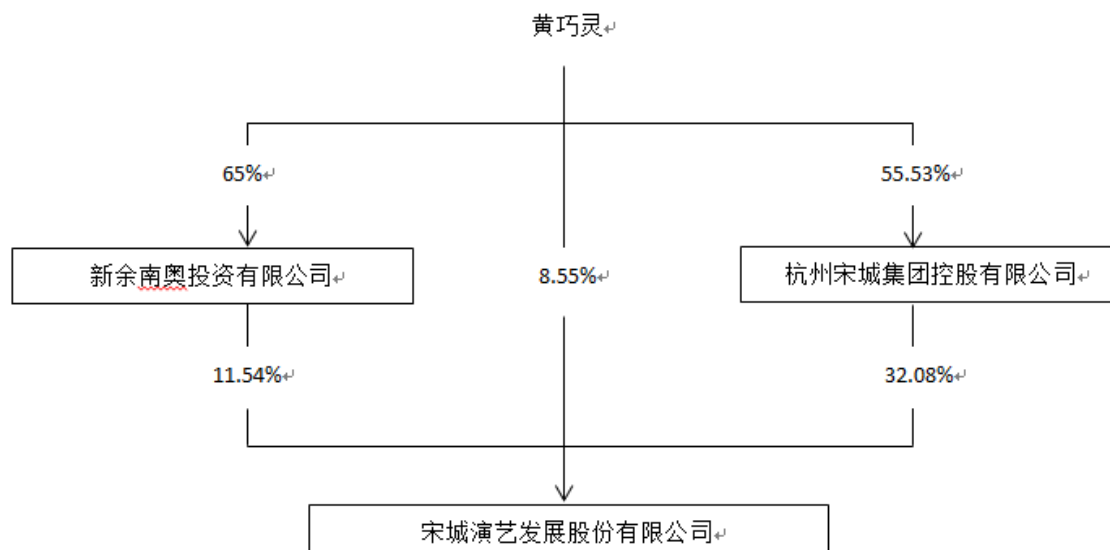 黄巧灵
65%
55.53%
新余南奥投资有限公司
8.55%
杭州宋城集团控股有限公司
11.54%
32.08%
宋城演艺发展股份有限公司